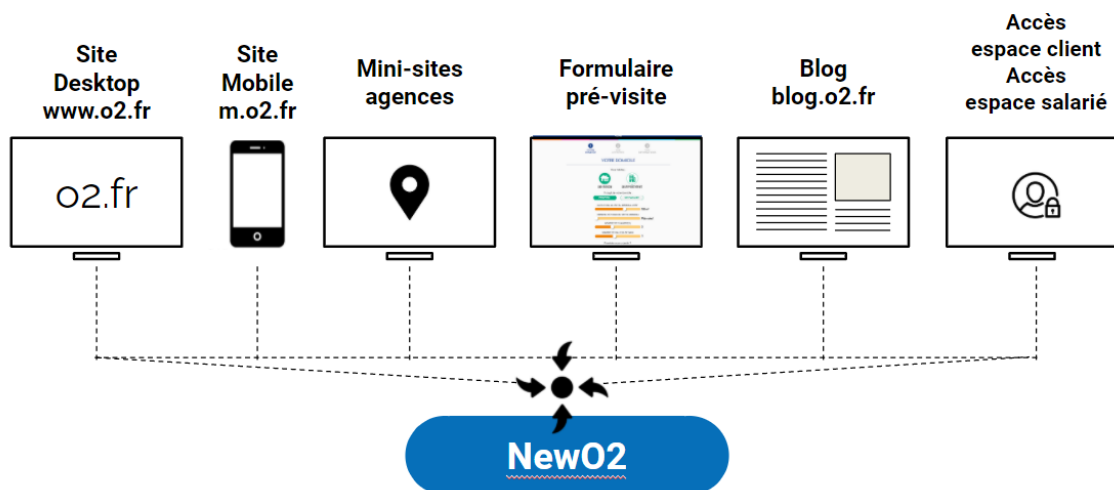 Site
Desktop
www.o2.fr
Site
Mobile
m.o2.fr
Mini-sites
agences
Formulaire
pré-visite
Blog
blog.o2.fr
Accès
espace client
Accès
espace salarié
o2.fr
NewO2